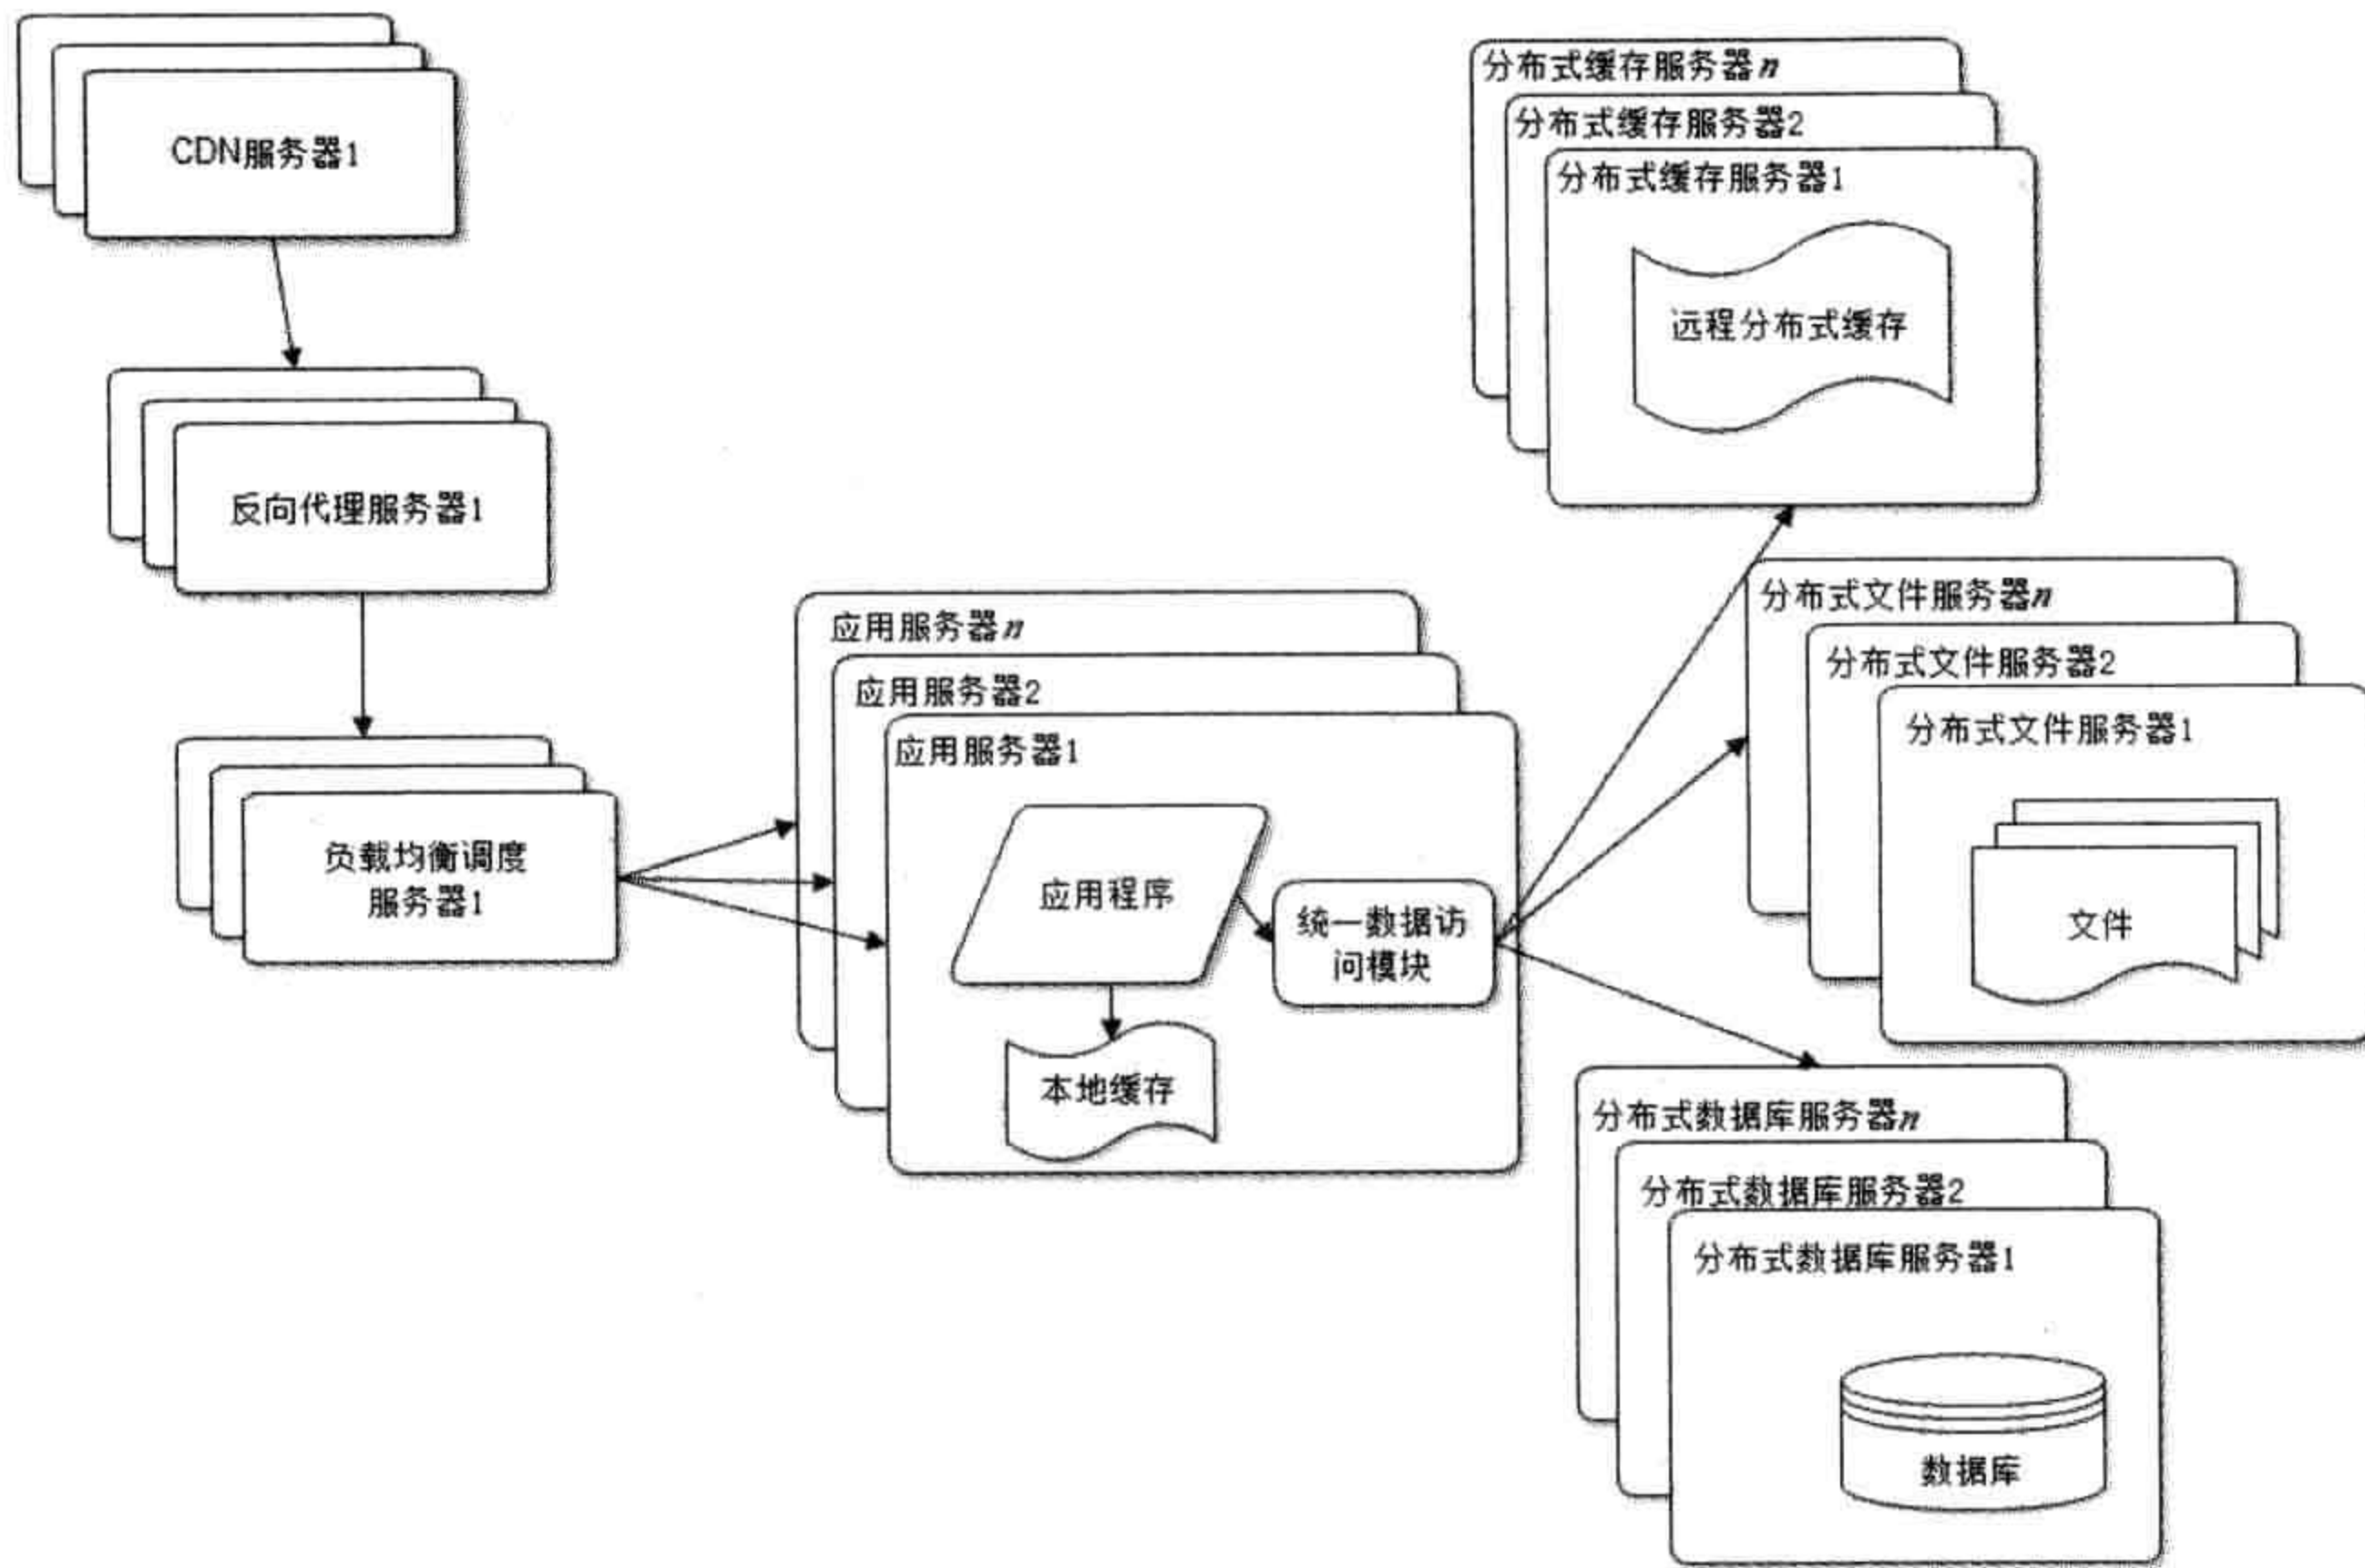 CDN服务器1
反向代理服务器1
负载均衡调度
服务器1
应用服务器n
应用服务器2
应用服务器1
应用程序
统一数据访
问模块
本地缓存
分布式缓存服务器n
分布式缓存服务器2
分布式缓存服务器1
远程分布式缓存
分布式文件服务器n
分布式文件服务器2
分布式文件服务器1
文件
分布式数据库服务器n
分布式数据库服务器2
分布式数据库服务器1
数据库